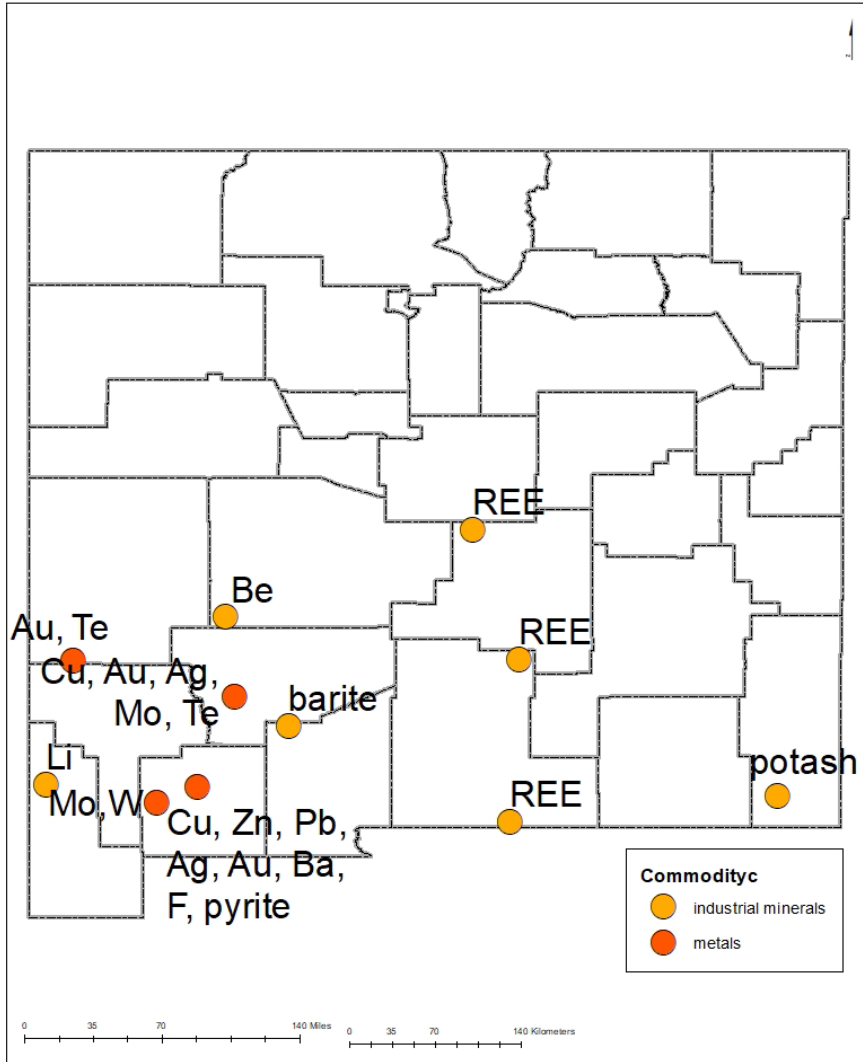 z
REE
Be
Au, Te
REE
Cu, Au, Ag,
Mo, Te
barite
Li
Mo,W
potash
REE
Cu, Zn, Pb,
Ag, Au, Ba,
F, pyrite
Commodityc
industrial minerals
metals
0 35 70 140 Miles
0 35 70 140 Kilometers